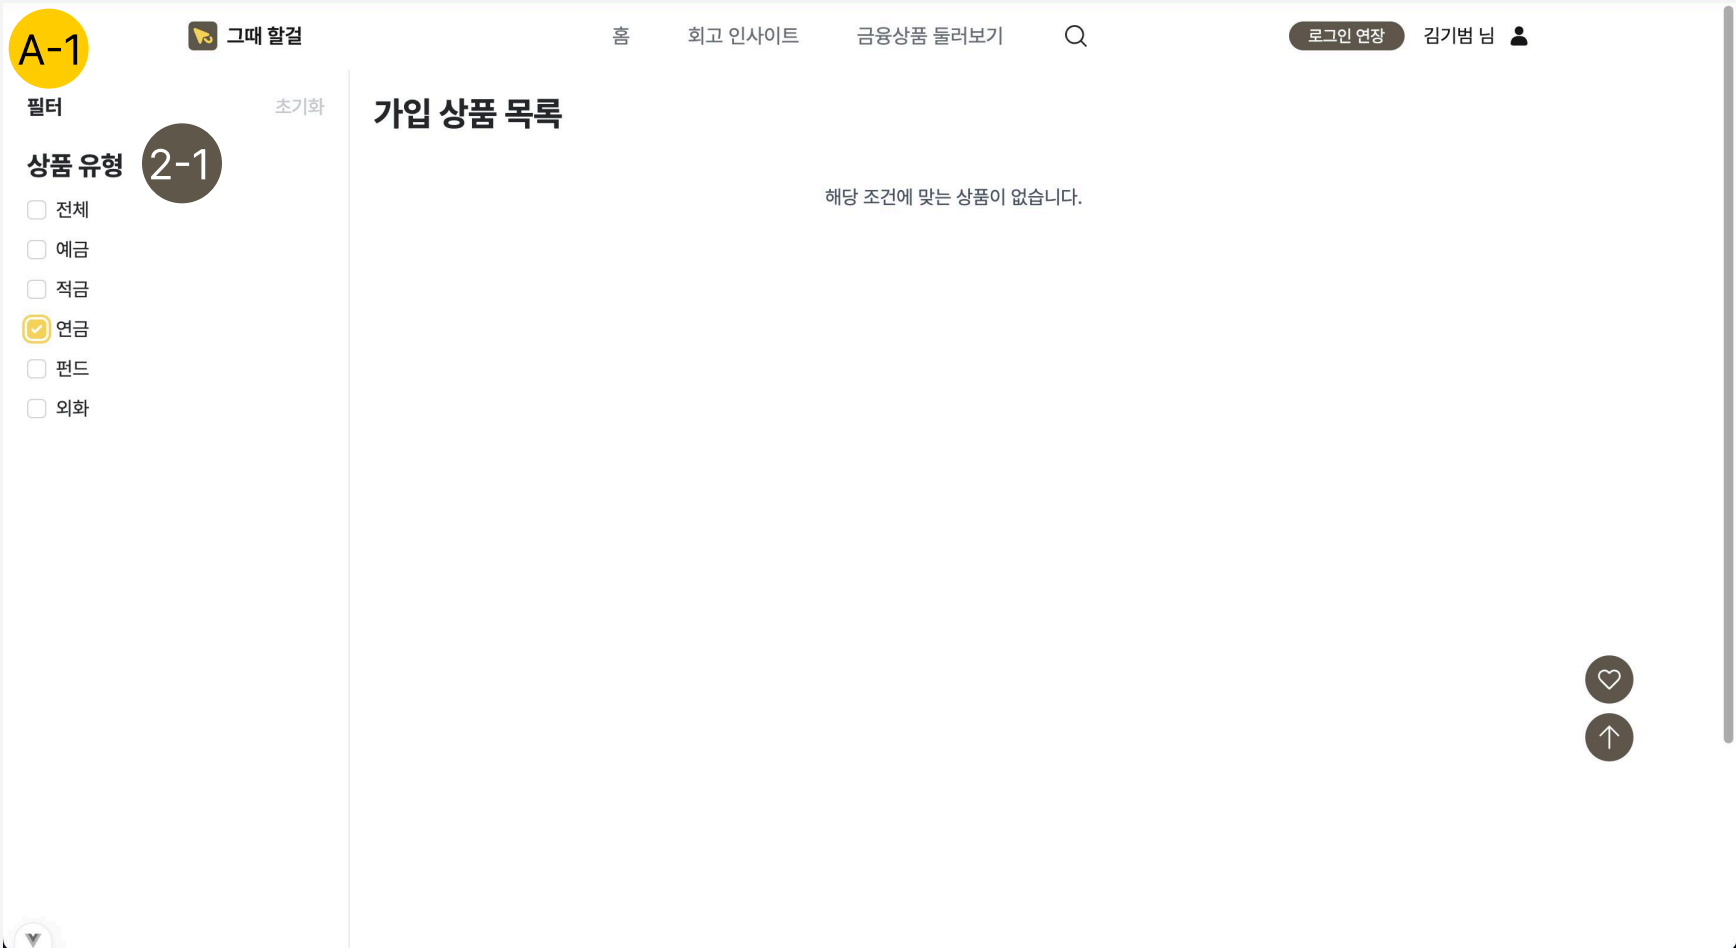 A-1
그때 할걸
홈
회고 인사이트
금융상품 둘러보기
로그인 연장
김기범 님
필터
초기화
상품 유형
2-1
전체
예금
적금
연금
펀드
외화
가입 상품 목록
해당 조건에 맞는 상품이 없습니다.